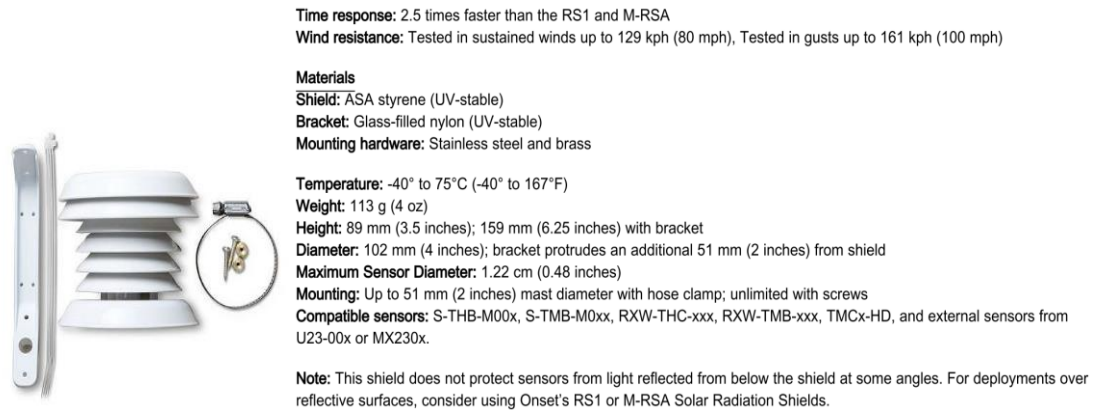 Time response: 2.5 times faster than the RS1 and M-RSA
Wind resistance: Tested in sustained winds up to 129 kph (80 mph), Tested in gusts up to 161 kph (100 mph)
Materials
Shield: ASA styrene (UV-stable)
Bracket: Glass-filled nylon (UV-stable)
Mounting hardware: Stainless steel and brass
Temperature: -40° to 75°C (-40° to 167°F)
Weight: 113 g (4 oz)
Height: 89 mm (3.5 inches); 159 mm (6.25 inches) with bracket
Diameter: 102 mm (4 inches); bracket protrudes an additional 51 mm (2 inches) from shield
Maximum Sensor Diameter: 1.22 cm (0.48 inches)
Mounting: Up to 51 mm (2 inches) mast diameter with hose clamp; unlimited with screws
Compatible sensors: S-THB-M00x, S-TMB-M0xx, RXW-THC-xxx, RXW-TMB-xxx, TMCx-HD, and external sensors from
U23-00x or MX230x.
Note: This shield does not protect sensors from light reflected from below the shield at some angles. For deployments over
reflective surfaces, consider using Onset's RS1 or M-RSA Solar Radiation Shields.